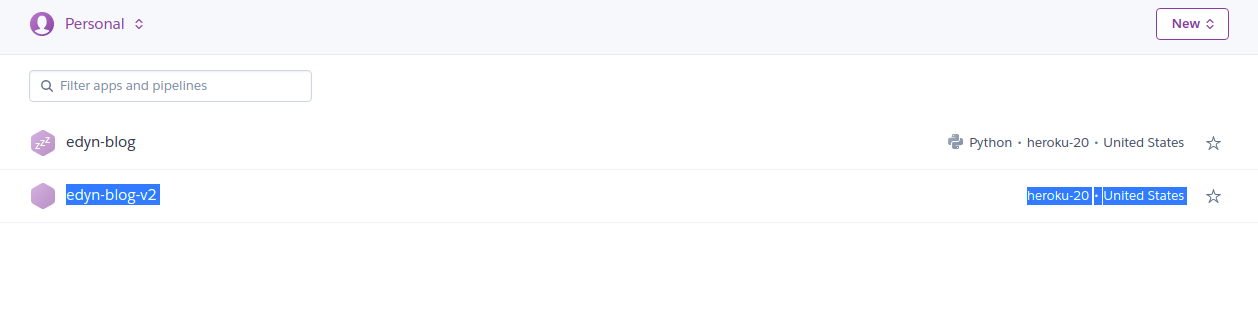 Personal
New
Filter apps and pipelines
zzz edyn-blog Python • heroku-20 • United States
edyn-blog-v2 heroku-20 • United States